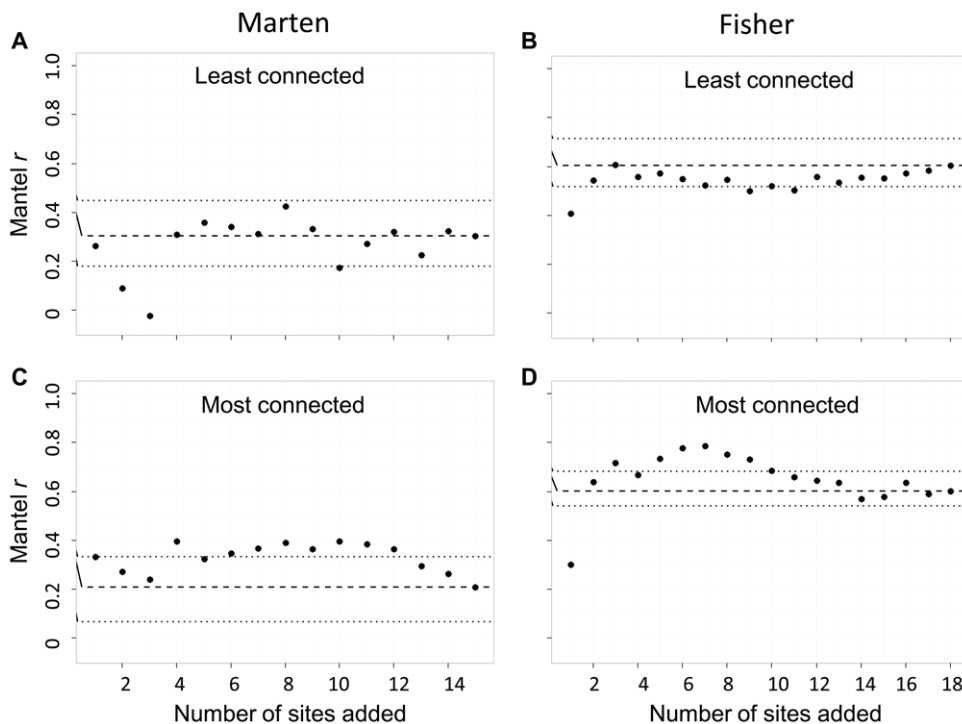 Marten
Fisher
A
B
Least connected
Least connected
Mantel r
1.0
0.8
0.6
0.4
0.2
0
C
D
Most connected
Most connected
Mantel r
1.0
0.8
0.6
0.4
0.2
0
2 4 6 8 10 12 14
2 4 6 8 10 12 14 16 18
Number of sites added
Number of sites added